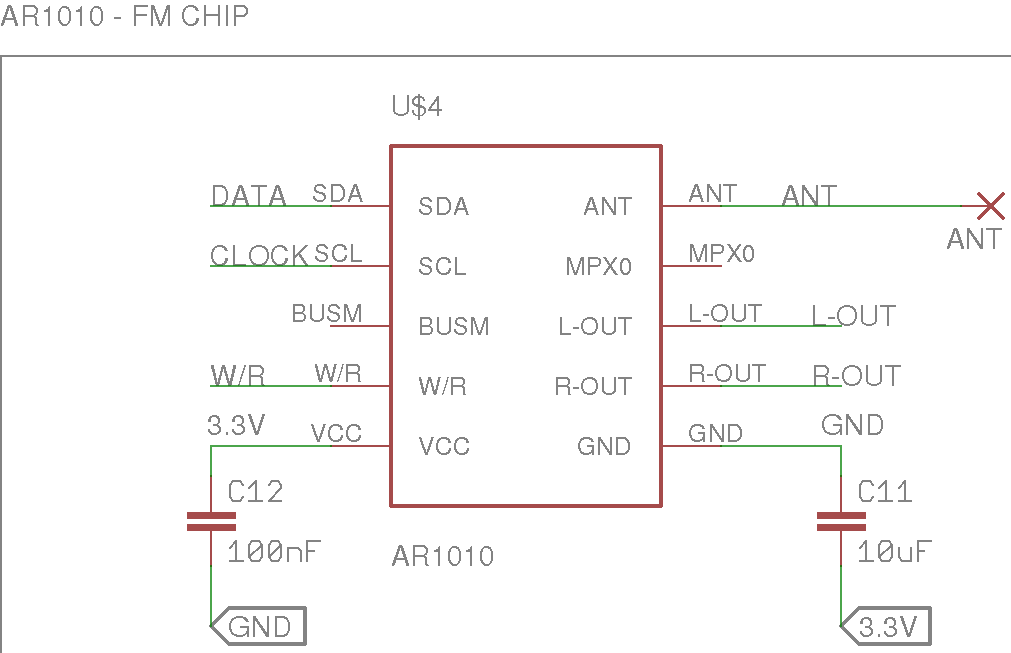 AR1010 - FM CHIP
U$4
DATA SDA SDA ANT ANT ANT
ANT
CLOCK SCL SCL MPX0 MPX0
BUSM BUSM L-OUT L-OUT L-OUT
W/R W/R W/R R-OUT R-OUT R-OUT
3.3V VCC VCC GND GND GND
C12 C11
100nF AR1010 10uF
GND 3.3V